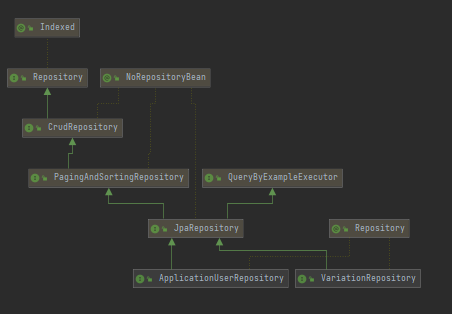 Indexed
Repository
NoRepositoryBean
CrudRepository
PagingAndSortingRepository
QueryByExampleExecutor
JpaRepository
Repository
ApplicationUserRepository
VariationRepository